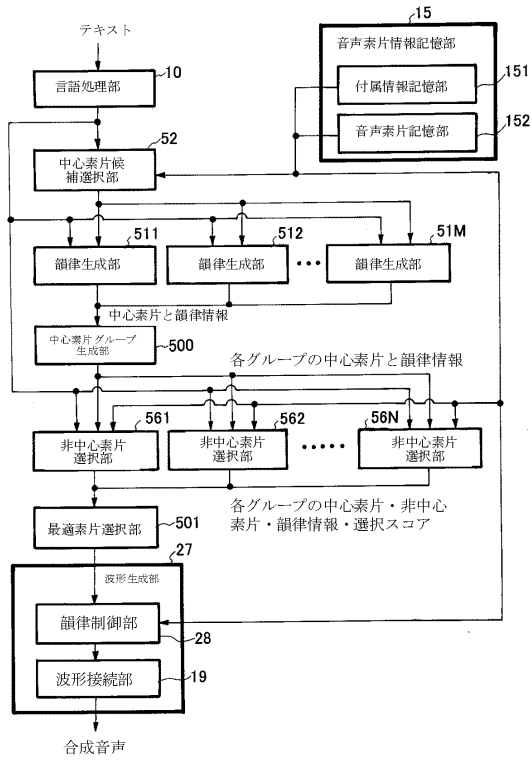 テキスト
15
音声素片情報記憶部
10
言語処理部
付属情報記憶部
151
52
音声素片記憶部
152
中心素片候
補選択部
511
512
51M
韻律生成部
韻律生成部
韻律生成部
中心素片と韻律情報
中心素片グループ
生成部
500
各グループの中心素片と韻律情報
561
562
56N
非中心素片
選択部
非中心素片
選択部
非中心素片
選択部
各グループの中心素片・非中心
素片・韻律情報・選択スコア
最適素片選択部
501
27
波形生成部
韻律制御部
28
19
波形接続部
合成音声